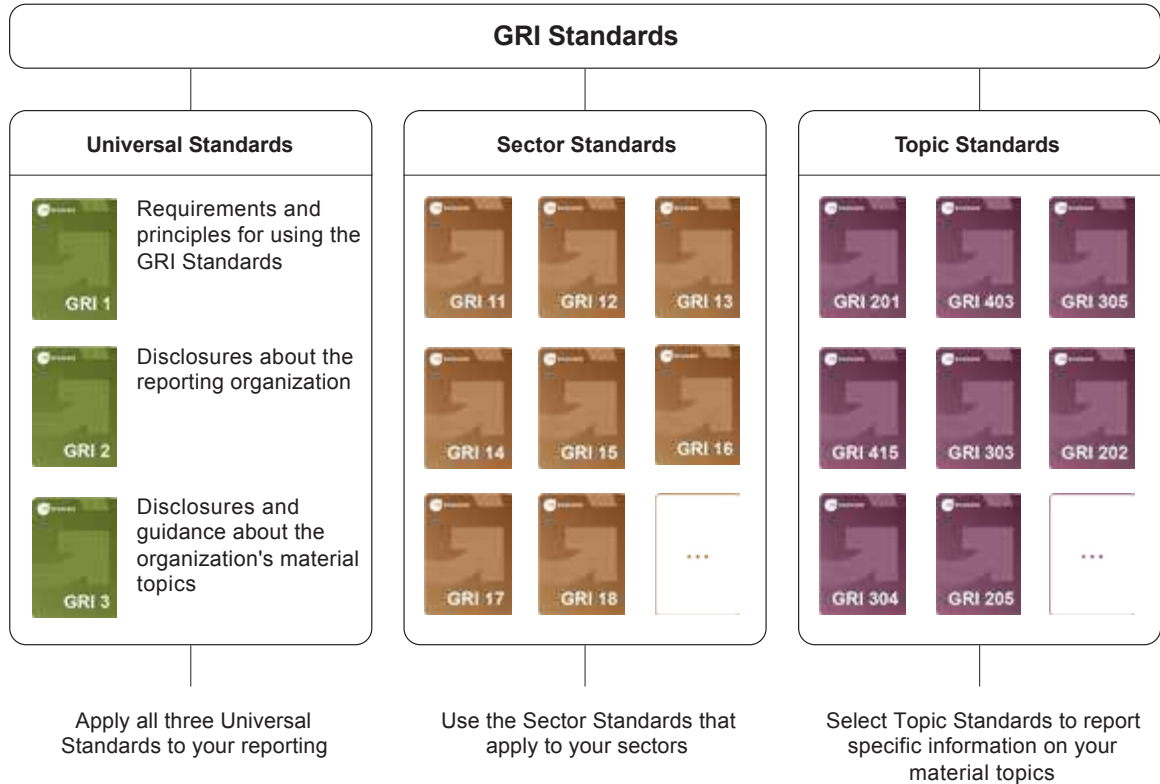 GRI Standards
Universal Standards
GRI 1
Requirements and
principles for using the
GRI Standards
GRI 2
Disclosures about the
reporting organization
GRI 3
Disclosures and
guidance about the
organization's material
topics
Apply all three Universal
Standards to your reporting
Sector Standards
GRI 11
GRI 12
GRI 13
GRI 14
GRI 15
GRI 16
GRI 17
GRI 18
...
Use the Sector Standards that
apply to your sectors
Topic Standards
GRI 201
GRI 403
GRI 305
GRI 415
GRI 303
GRI 202
GRI 304
GRI 205
...
Select Topic Standards to report
specific information on your
material topics